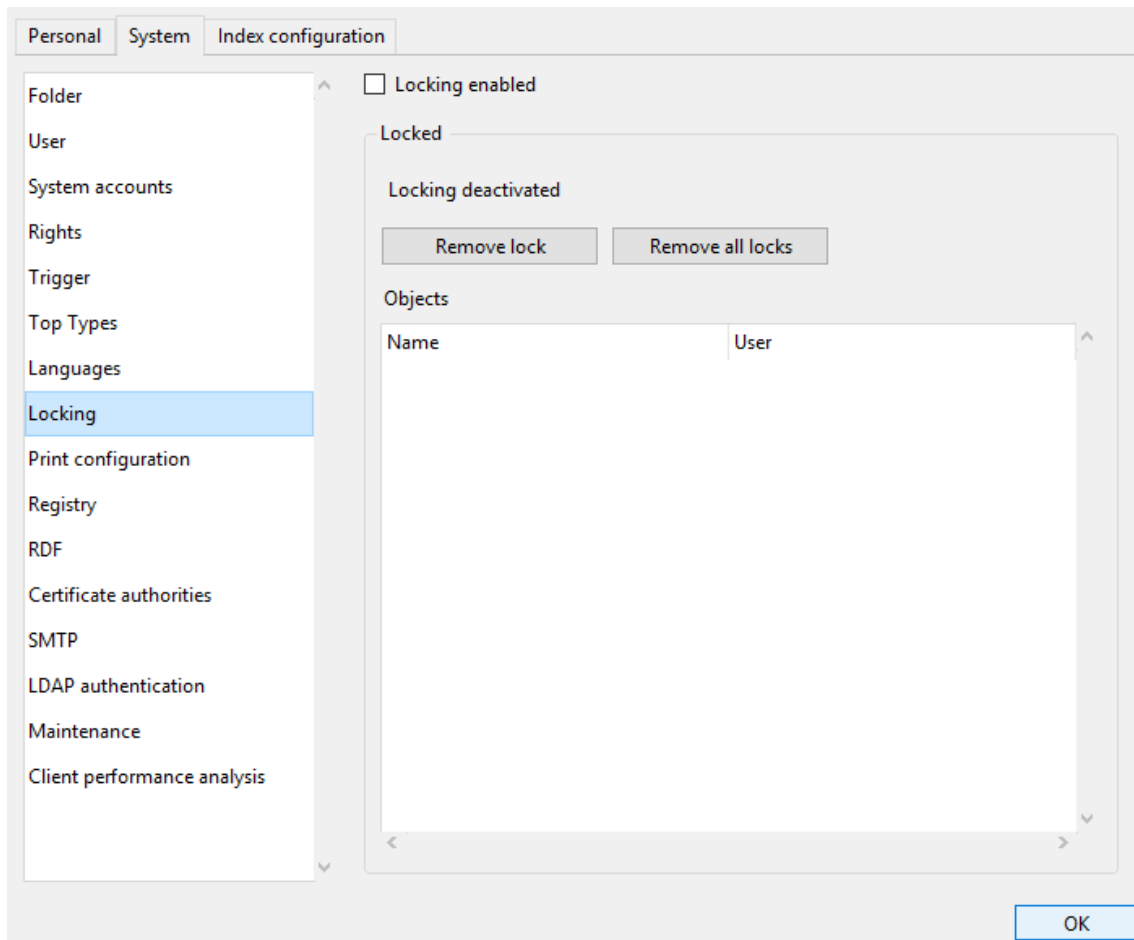 Personal System Index configuration
Folder
User
System accounts
Rights
Trigger
Top Types
Languages
Locking
Print configuration
Registry
RDF
Certificate authorities
SMTP
LDAP authentication
Maintenance
Client performance analysis
Locking enabled
Locked
Locking deactivated
Remove lock Remove all locks
Objects
Name User
OK